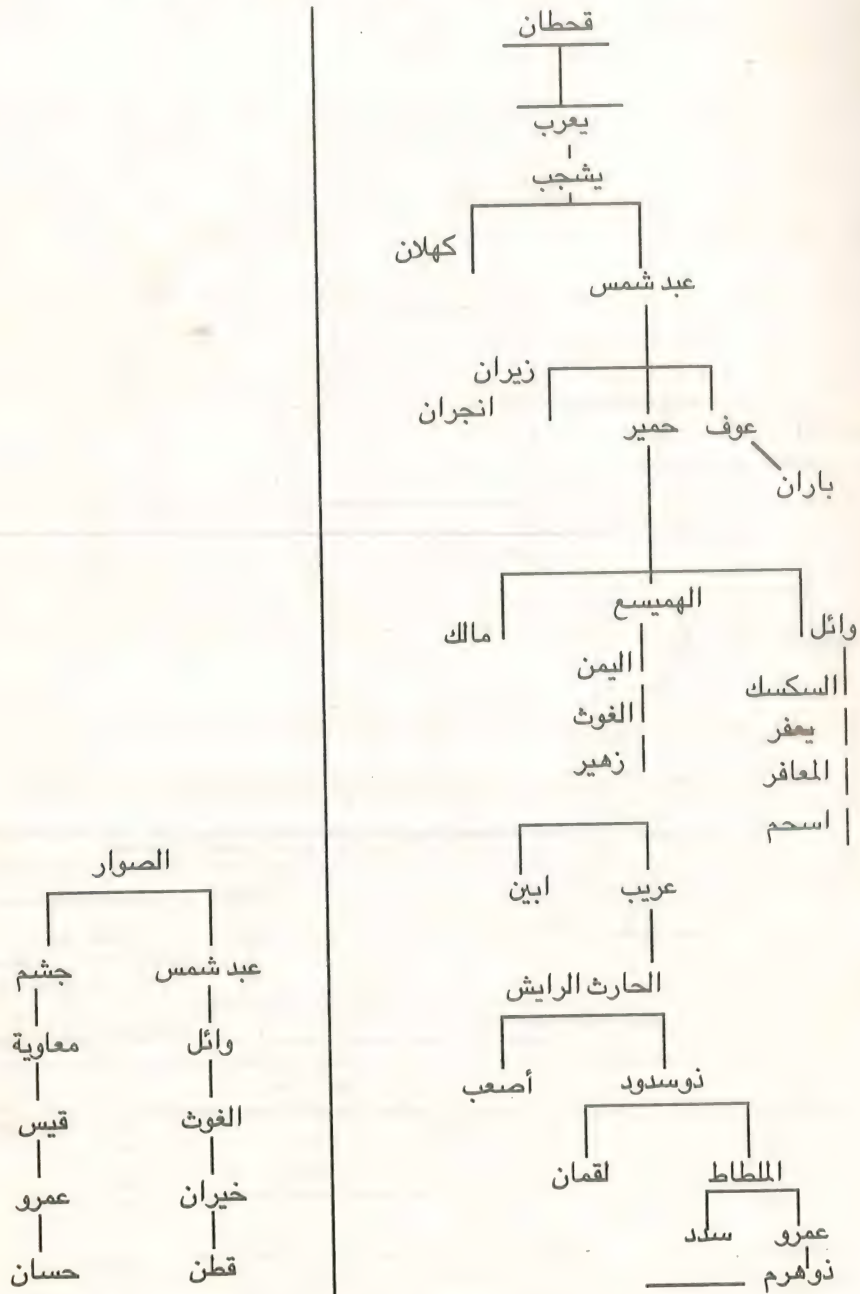 قحطان
يعرب
يشجب
كهلان
عبد شمس
زيران
انجران
عوف
حمير
باران
وائل
الهميسع
مالك
السكسك
يعفر
المعافر
اسحم
اليمن
الغوث
زهير
عريب
ابين
الحارث الرايش
ذوسدود
أصعب
الملطاط
لقمان
عمرو
سدد
ذوهرم
الصوار
عبد شمس
جشم
وائل
معاوية
الغوث
قيس
خيران
عمرو
قطن
حسان